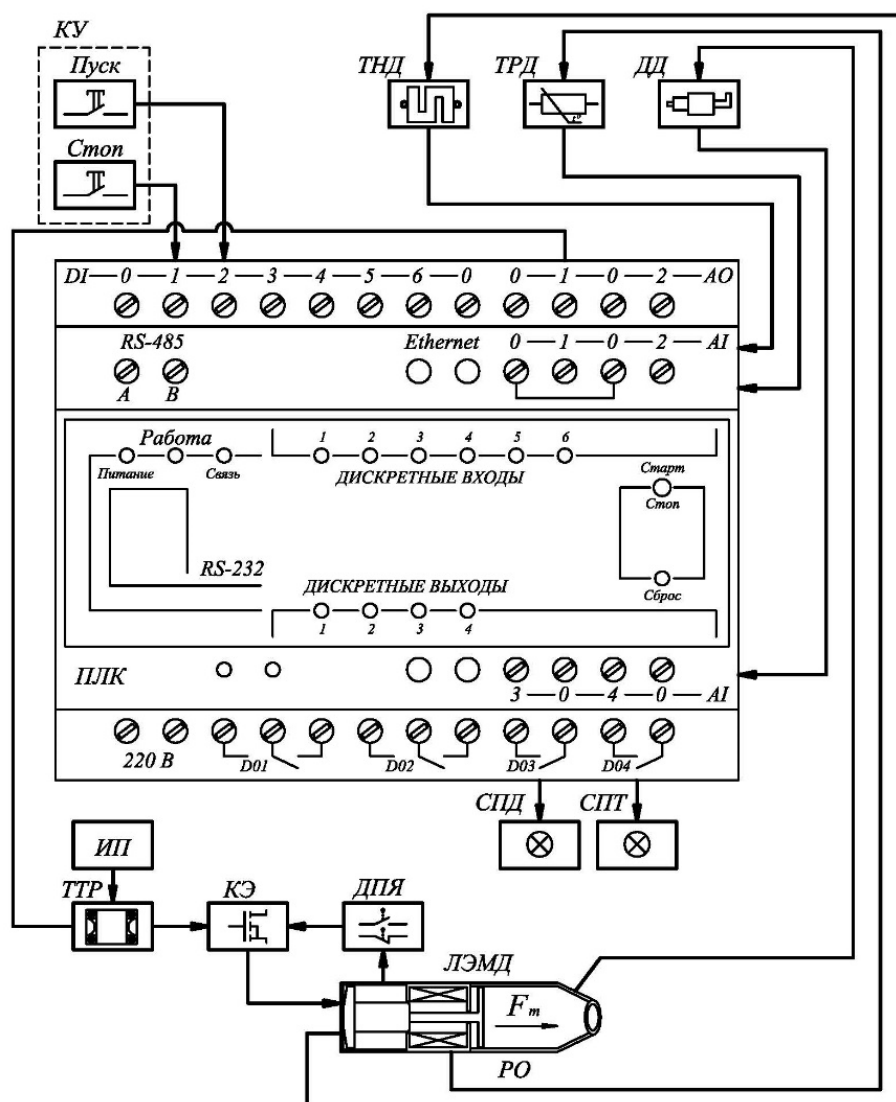 КУ
Пуск
Стоп
ТНД
ТРД
t°
ДД
DI—0—1—2—3—4—5—6—0 0—1—0—2—AO
RS-485
Ethernet
0—1—0—2—AI
A B
Работа
Питание
Связь
1 2 3 4 5 6
ДИСКРЕТНЫЕ ВХОДЫ
Старт
Стоп
RS-232
ДИСКРЕТНЫЕ ВЫХОДЫ
1 2 3 4
Сброс
ПЛК
3—0—4—0—AI
220 В
D01
D02
D03
D04
СПД
СПТ
ИП
ТТР
КЭ
ДПЯ
ЛЭМД
Fт
РО